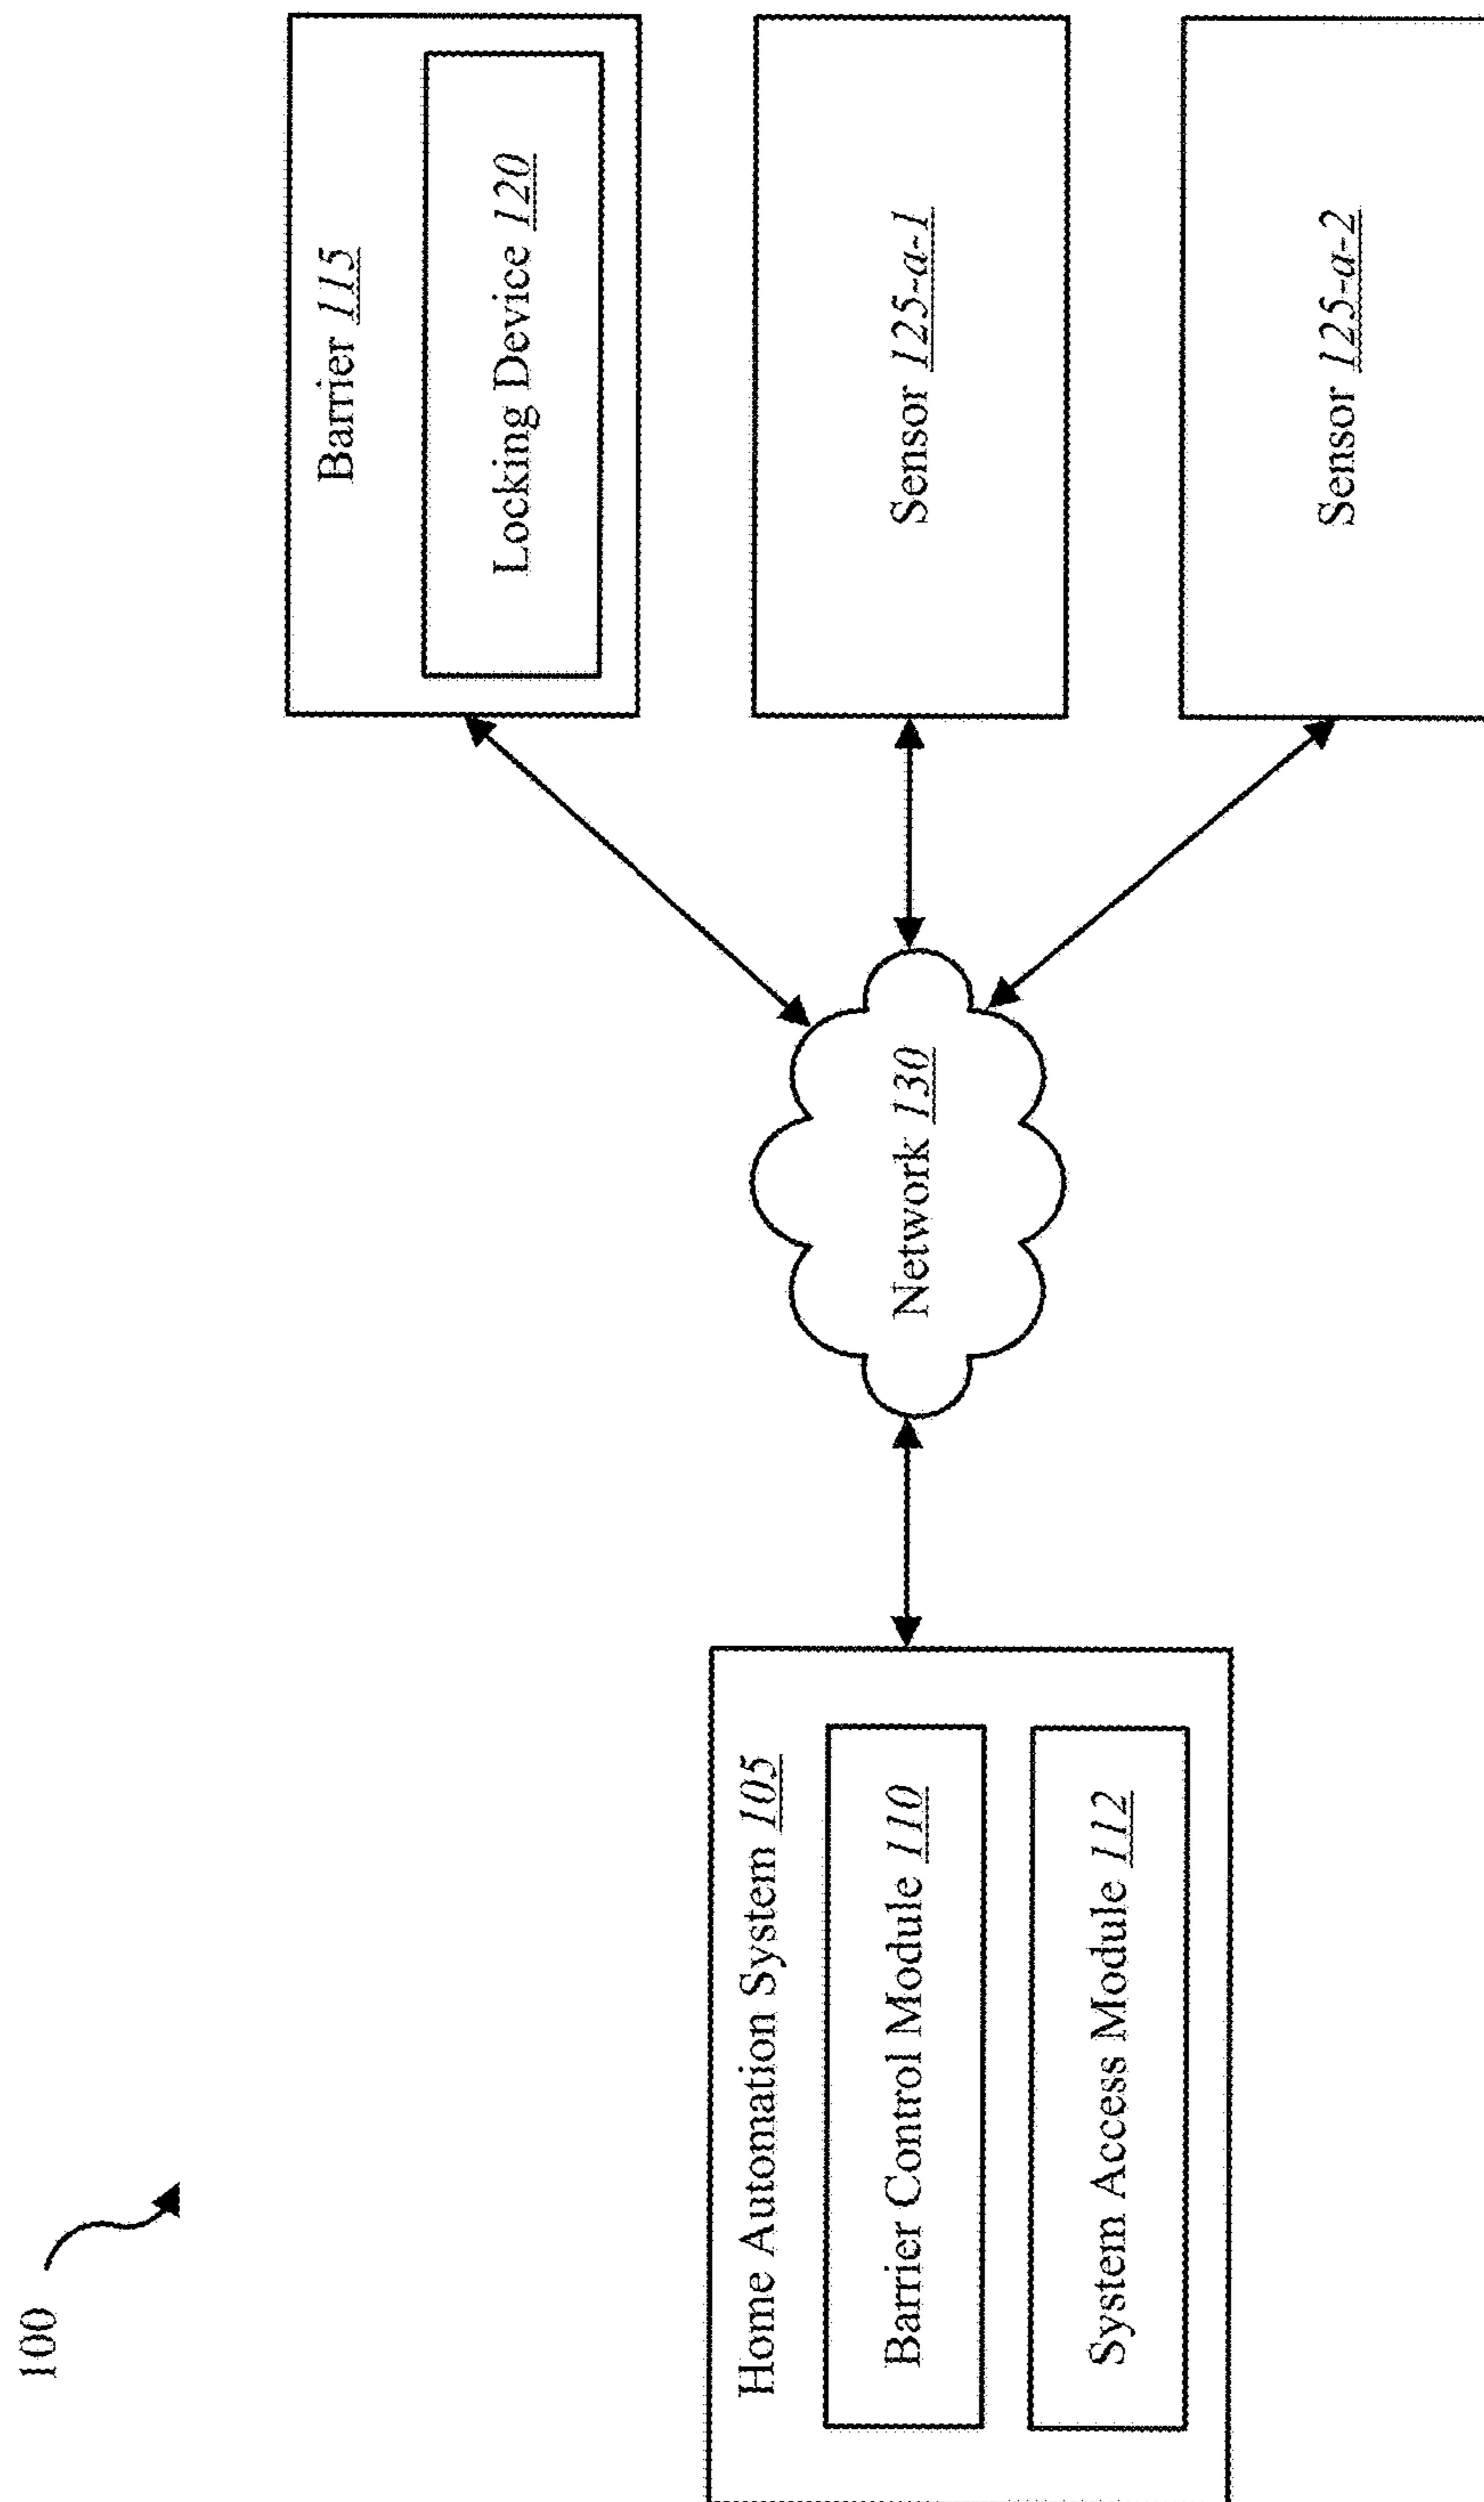 100
Home Automation System 105
Barrier Control Module 110
System Access Module 112
Network 130
Barrier 115
Locking Device 120
Sensor 125-a-1
Sensor 125-a-2